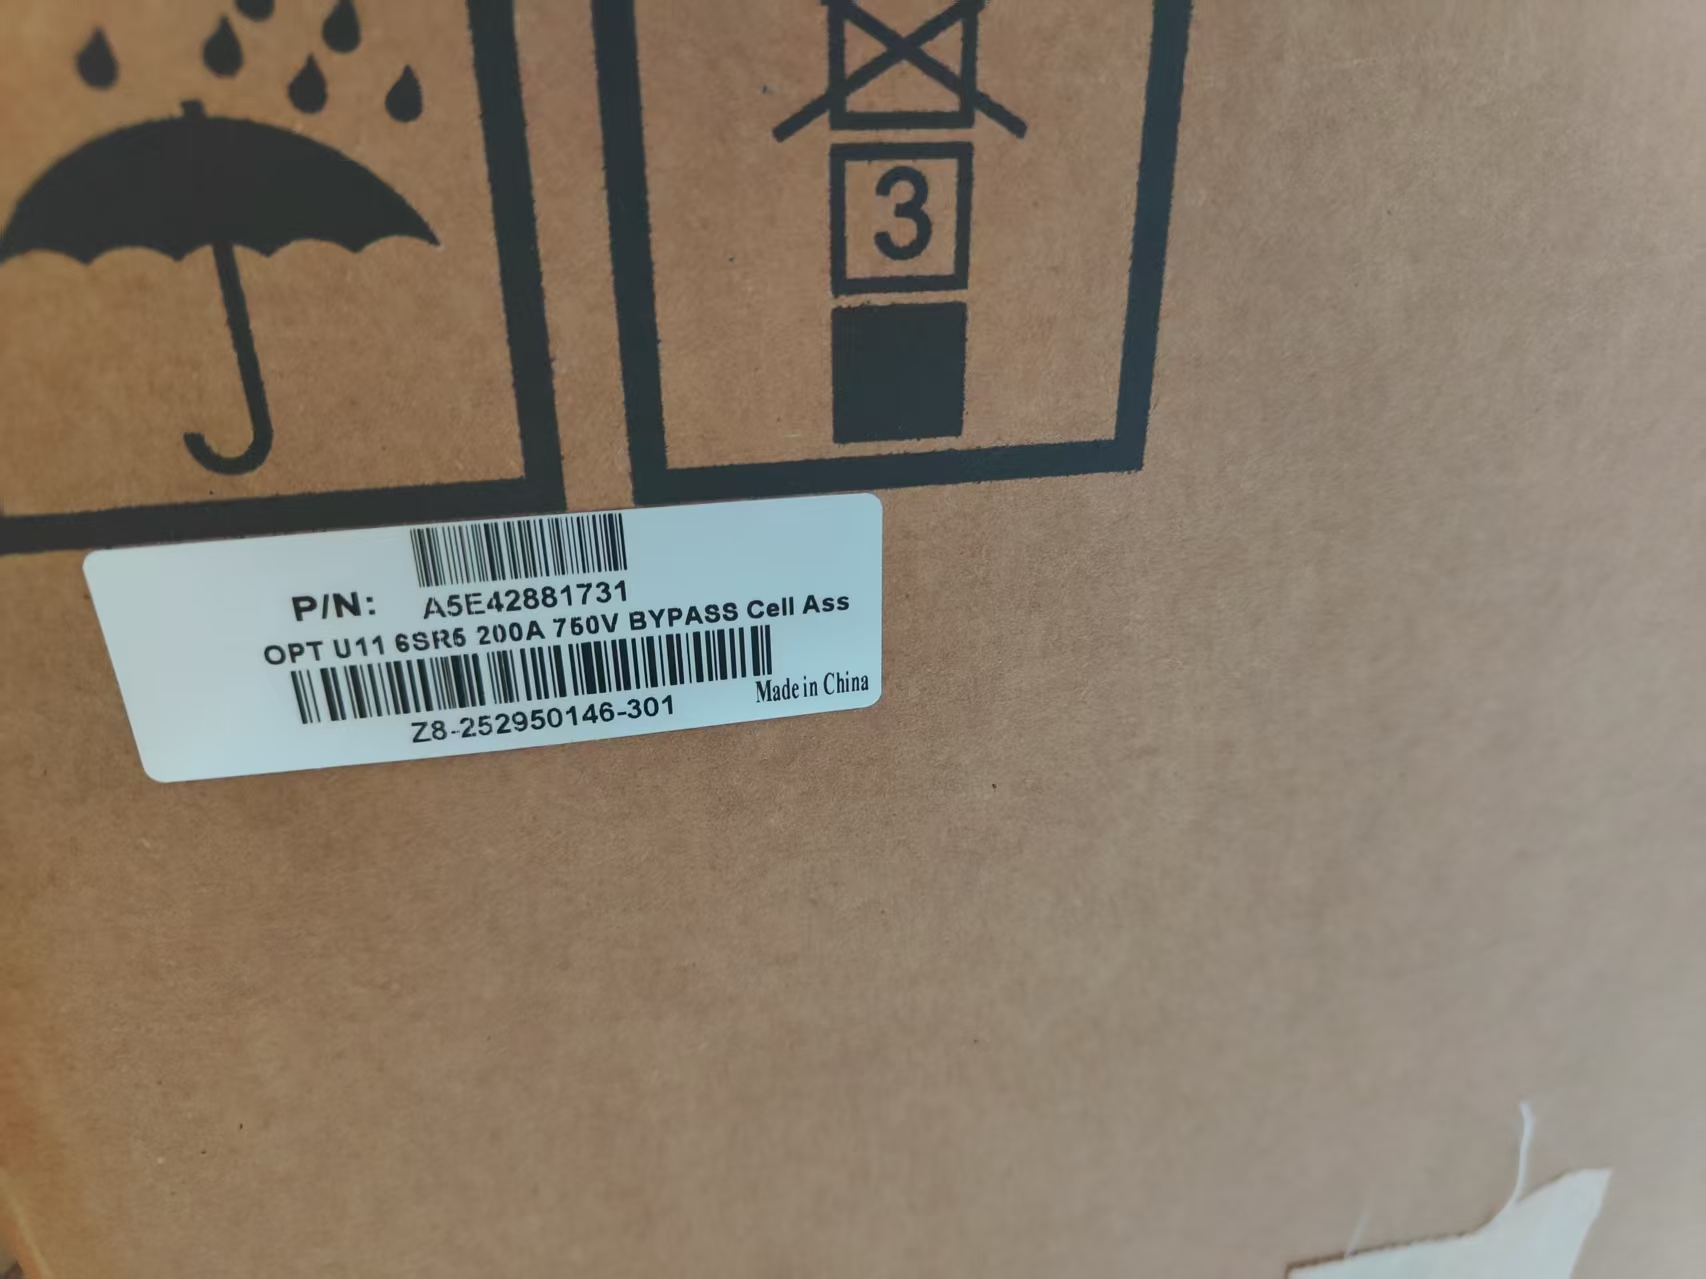 3
P/N: A5E42881731
OPT U11 6SR5 200A 750V BYPASS Cell Ass
Made in China
Z8-252950146-301